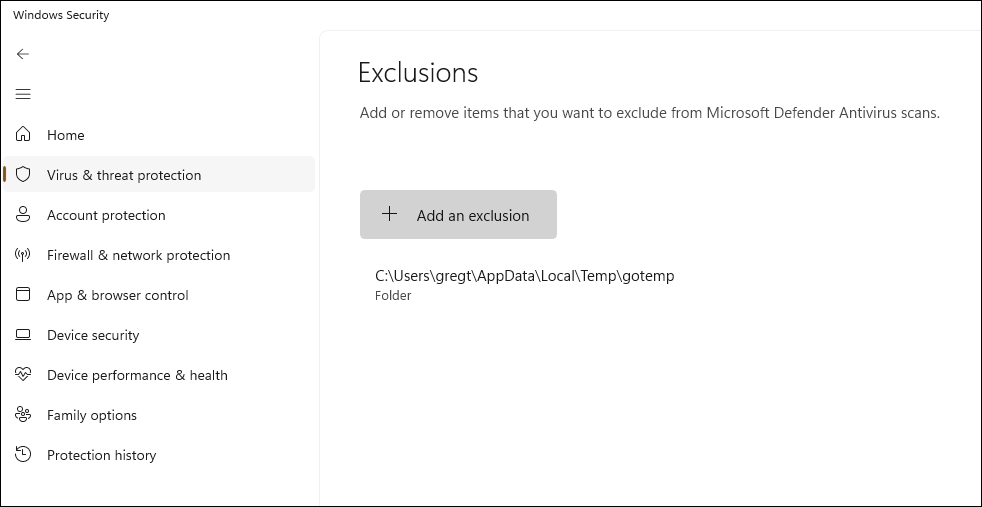 Windows Security
Home
Virus & threat protection
Account protection
Firewall & network protection
App & browser control
Device security
Device performance & health
Family options
Protection history
Exclusions
Add or remove items that you want to exclude from Microsoft Defender Antivirus scans.
Add an exclusion
C:\Users\gregt\AppData\Local\Temp\gotemp
Folder